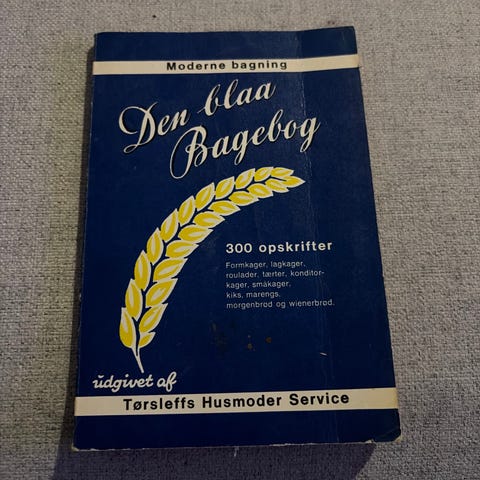 Moderne bagning
Den blaa
Bagebog
300 opskrifter
Formkager, lagkager,
roulader, tærter, konditor-
kager, småkager,
kiks, marengs,
morgenbrød og wienerbrød.
udgivet af
Tørsleffs Husmoder Service